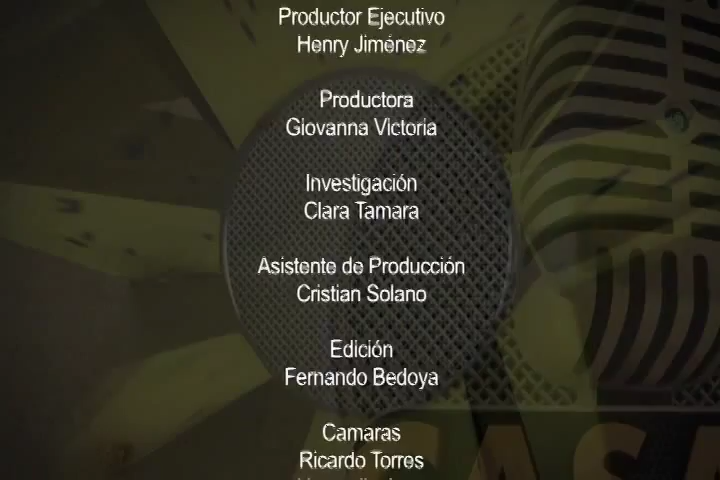 Productor Ejecutivo
Henry Jiménez
Productora
Giovanna Victoria
Investigación
Clara Tamara
Asistente de Producción
Cristian Solano
Edición
Fernando Bedoya
Camaras
Ricardo Torres